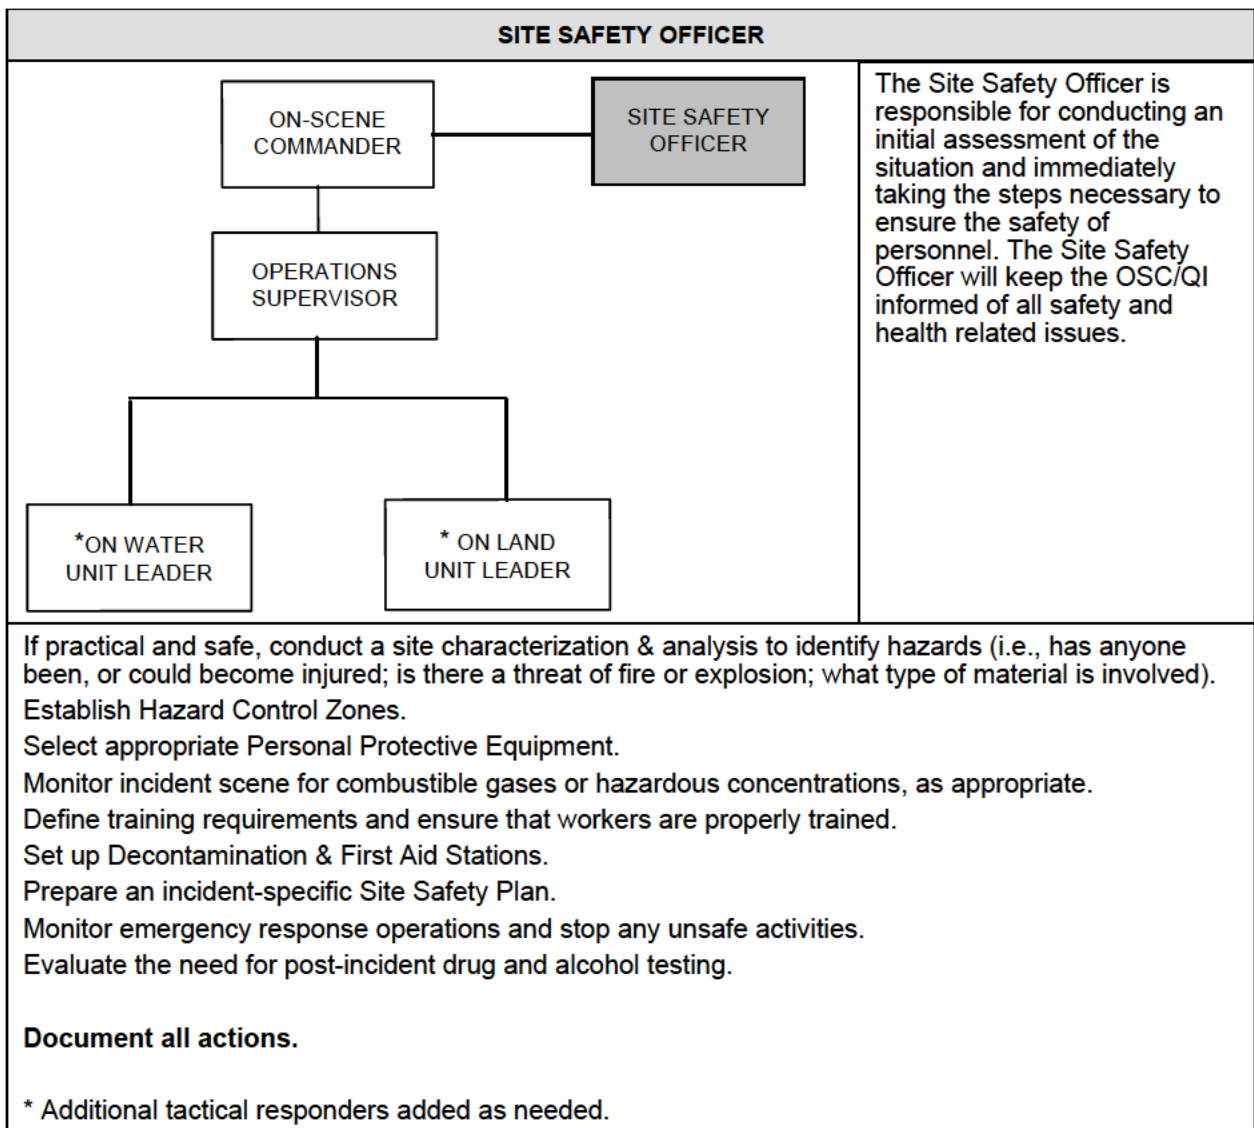 SITE SAFETY OFFICER
ON-SCENE
COMMANDER
SITE SAFETY
OFFICER
OPERATIONS
SUPERVISOR
*ON WATER
UNIT LEADER
* ON LAND
UNIT LEADER
The Site Safety Officer is
responsible for conducting an
initial assessment of the
situation and immediately
taking the steps necessary to
ensure the safety of
personnel. The Site Safety
Officer will keep the OSC/QI
informed of all safety and
health related issues.
If practical and safe, conduct a site characterization & analysis to identify hazards (i.e., has anyone
been, or could become injured; is there a threat of fire or explosion; what type of material is involved).
Establish Hazard Control Zones.
Select appropriate Personal Protective Equipment.
Monitor incident scene for combustible gases or hazardous concentrations, as appropriate.
Define training requirements and ensure that workers are properly trained.
Set up Decontamination & First Aid Stations.
Prepare an incident-specific Site Safety Plan.
Monitor emergency response operations and stop any unsafe activities.
Evaluate the need for post-incident drug and alcohol testing.
Document all actions.
* Additional tactical responders added as needed.